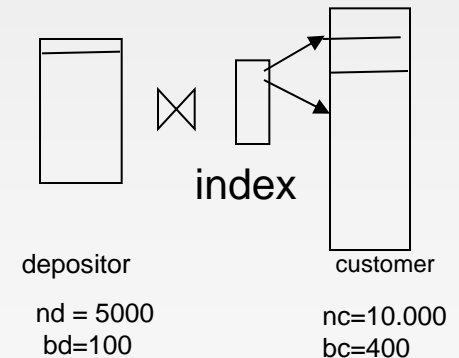 index
depositor
customer
nd = 5000
bd=100
nc=10.000
bc=400